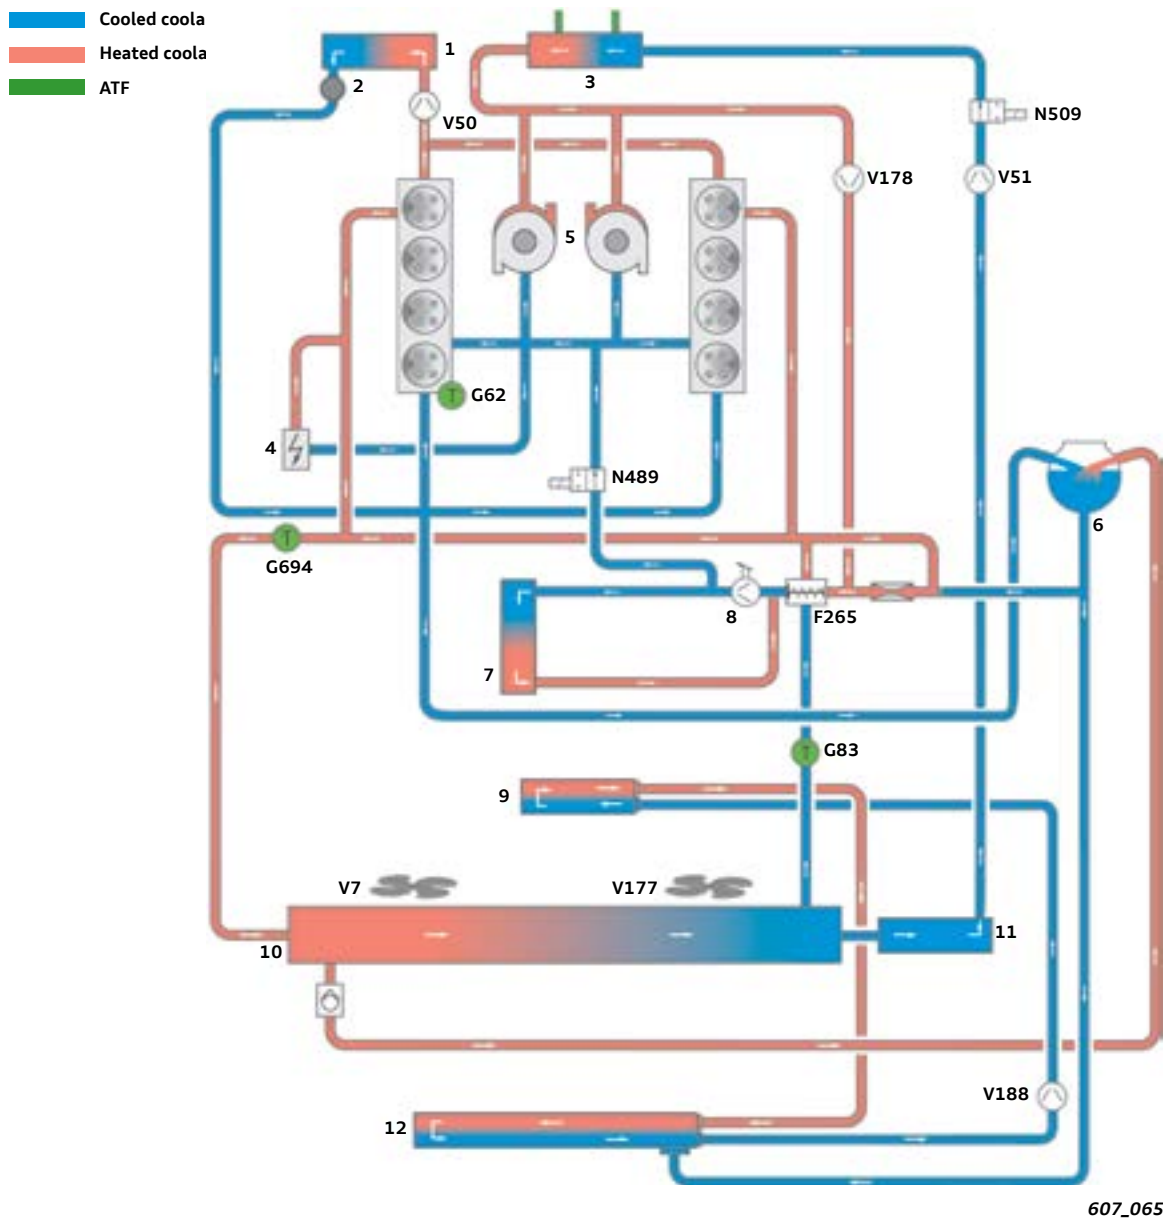 Cooled coola
Heated coola
ATF
1
2
3
V50
N509
V178
V51
5
G62
4
N489
6
G694
8
F265
7
G83
9
V7
V177
10
11
V188
12
607_065